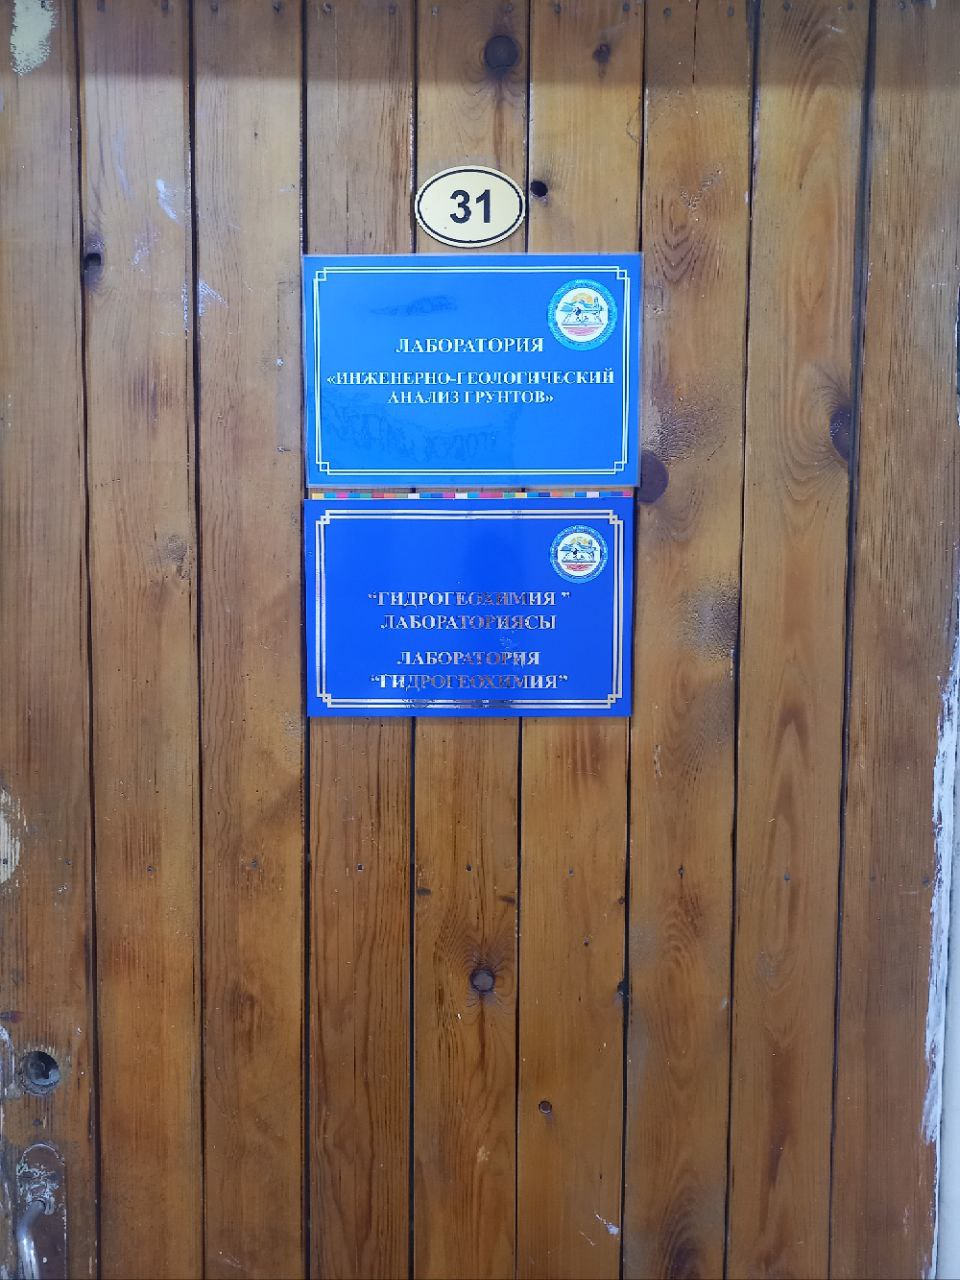 31
ЛАБОРАТОРИЯ
«ИНЖЕНЕРНО-ГЕОЛОГИЧЕСКИЙ
АНАЛИЗ ГРУНТОВ»
“ГИДРОГЕОХИМИЯ ”
ЛАБОРАТОРИЯСЫ
ЛАБОРАТОРИЯ
“ГИДРОГЕОХИМИЯ”